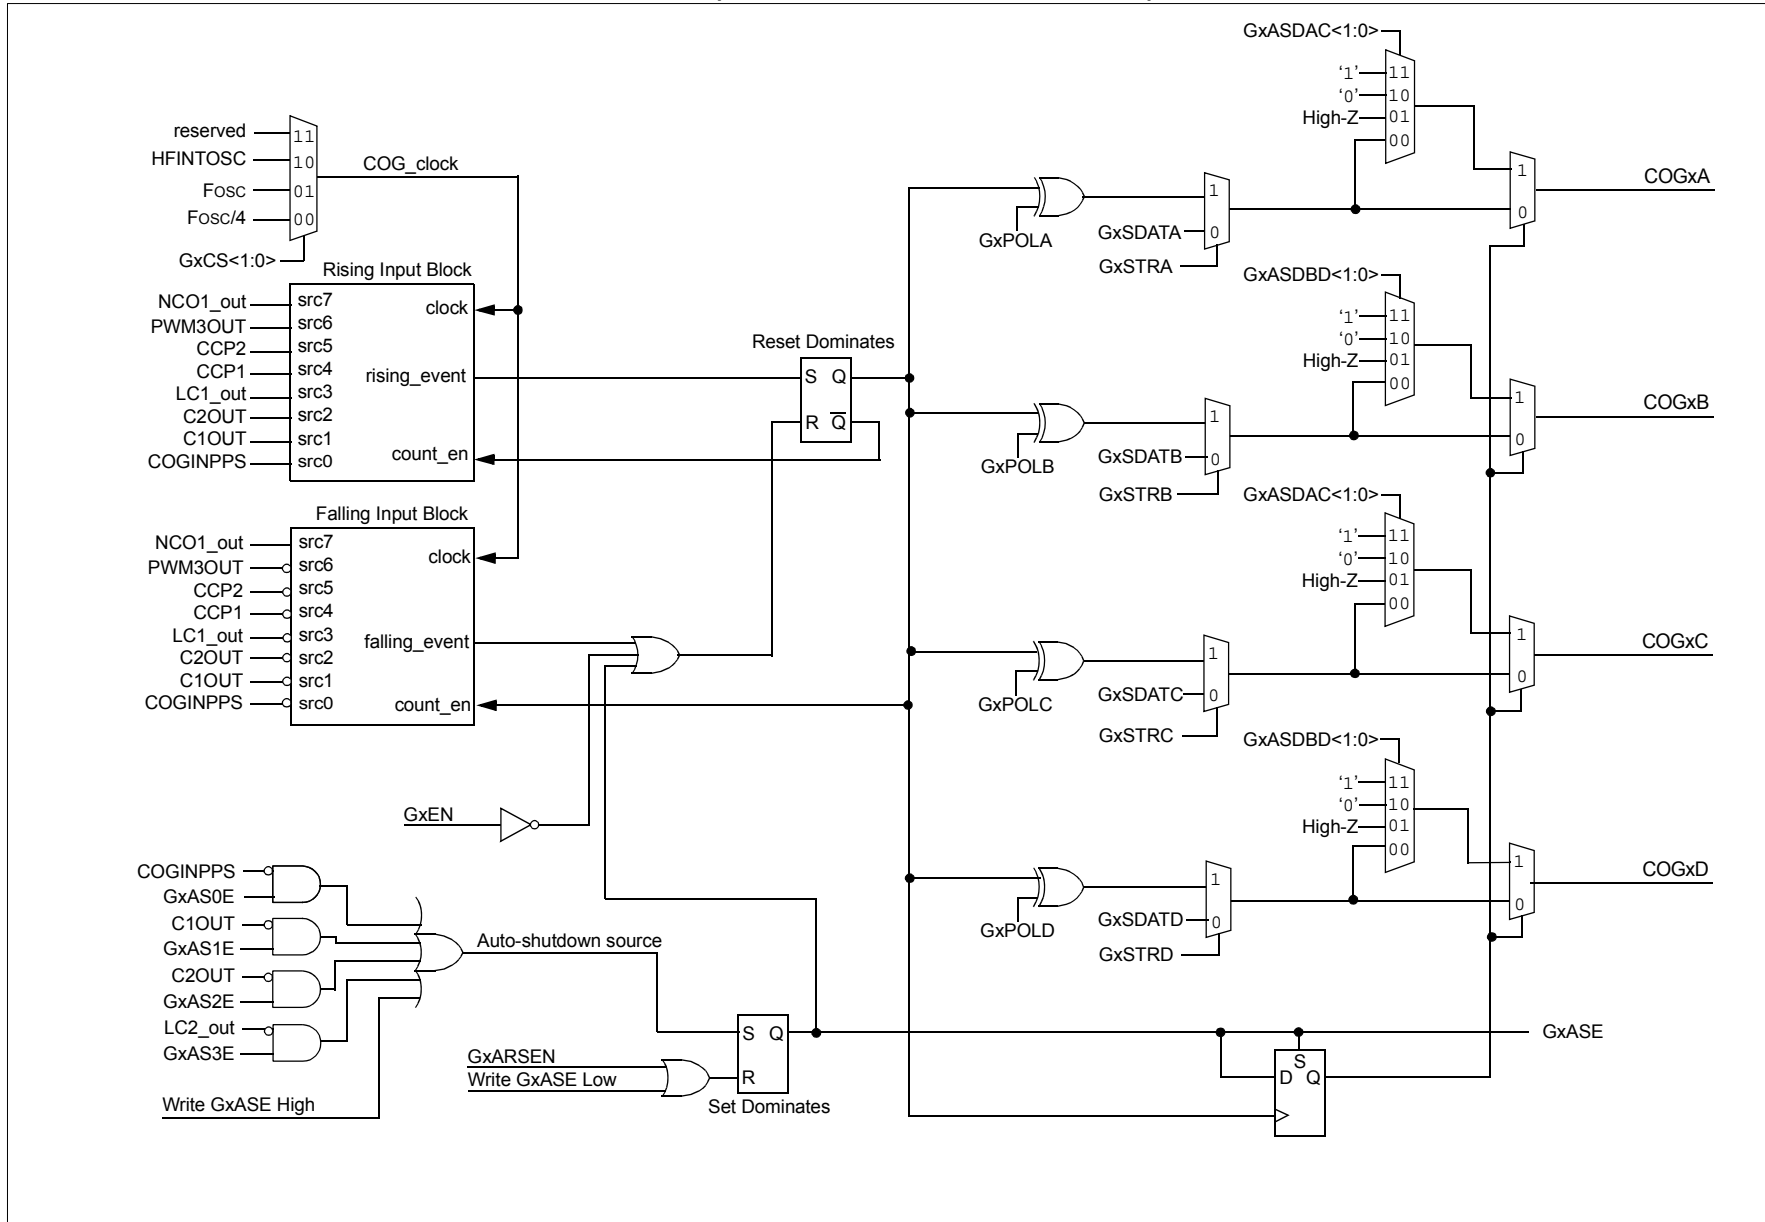 reserved
HFINTOSC
FOSC
FOSC/4
11
10
01
00
GxCS<1:0>
COG_clock
Rising Input Block
NCO1_out
PWM3OUT
CCP2
CCP1
LC1_out
C2OUT
C1OUT
COGINPPS
src7
src6
src5
src4
src3
src2
src1
src0
clock
rising_event
count_en
Falling Input Block
NCO1_out
PWM3OUT
CCP2
CCP1
LC1_out
C2OUT
C1OUT
COGINPPS
src7
src6
src5
src4
src3
src2
src1
src0
clock
falling_event
count_en
Reset Dominates
S Q
R Q
GxEN
COGINPPS
GxAS0E
C1OUT
GxAS1E
C2OUT
GxAS2E
LC2_out
GxAS3E
Write GxASE High
Auto-shutdown source
GxARSEN
Write GxASE Low
S Q
R
Set Dominates
GxASDAC<1:0>
‘1’
‘0’
High-Z
11
10
01
00
GxPOLA
GxSDATA
GxSTRA
1
0
1
0
COGxA
GxASDBD<1:0>
‘1’
‘0’
High-Z
11
10
01
00
GxPOLB
GxSDATB
GxSTRB
1
0
1
0
COGxB
GxASDAC<1:0>
‘1’
‘0’
High-Z
11
10
01
00
GxPOLC
GxSDATC
GxSTRC
1
0
1
0
COGxC
GxASDBD<1:0>
‘1’
‘0’
High-Z
11
10
01
00
GxPOLD
GxSDATD
GxSTRD
1
0
1
0
COGxD
GxASE
S
D Q